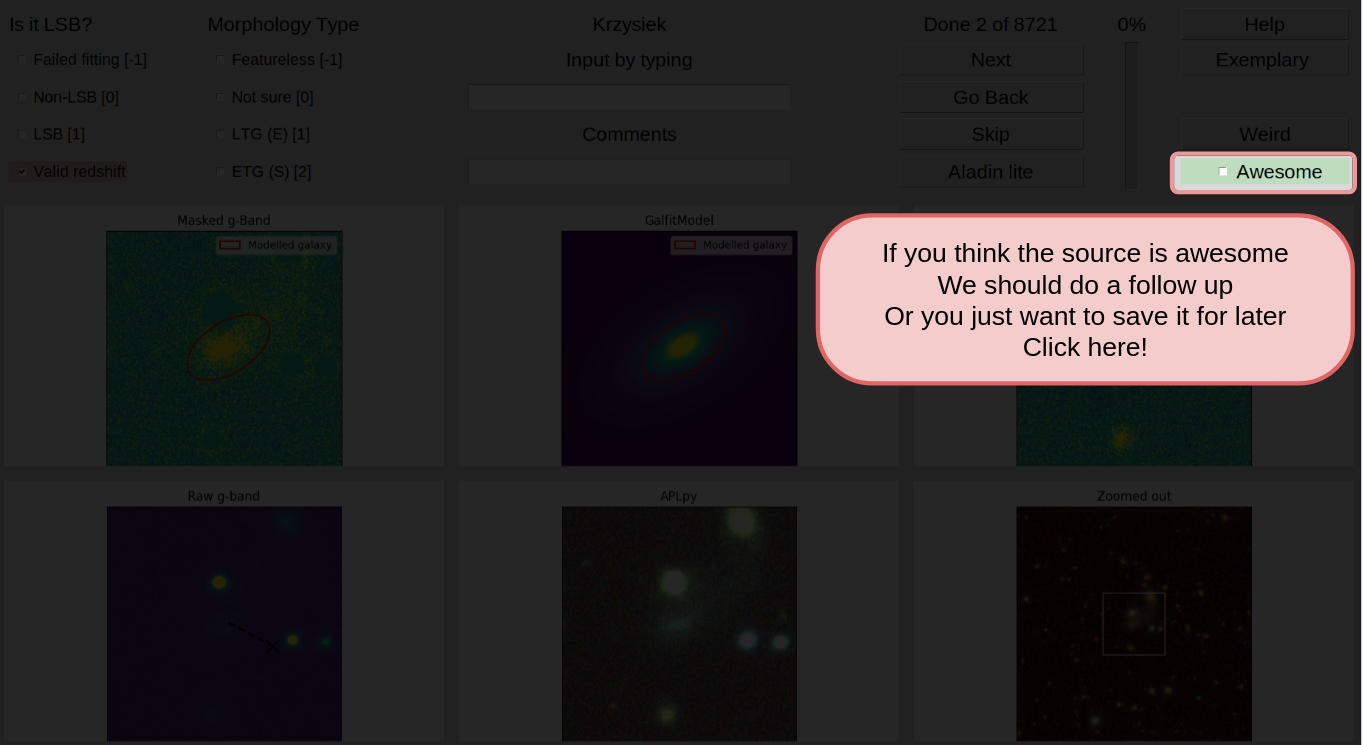 Is it LSB?
Morphology Type
Krzysiek
Done 2 of 8721
0%
Help
Failed fitting [-1]
Featureless [-1]
Input by typing
Next
Exemplary
Non-LSB [0]
Not sure [0]
Go Back
LSB [1]
LTG (E) [1]
Comments
Skip
Weird
Valid redshift
ETG (S) [2]
Aladin lite
Awesome
If you think the source is awesome
We should do a follow up
Or you just want to save it for later
Click here!
Masked g-Band
Modelled galaxy
GalfitModel
Modelled galaxy
Raw g-band
APLpy
Zoomed out